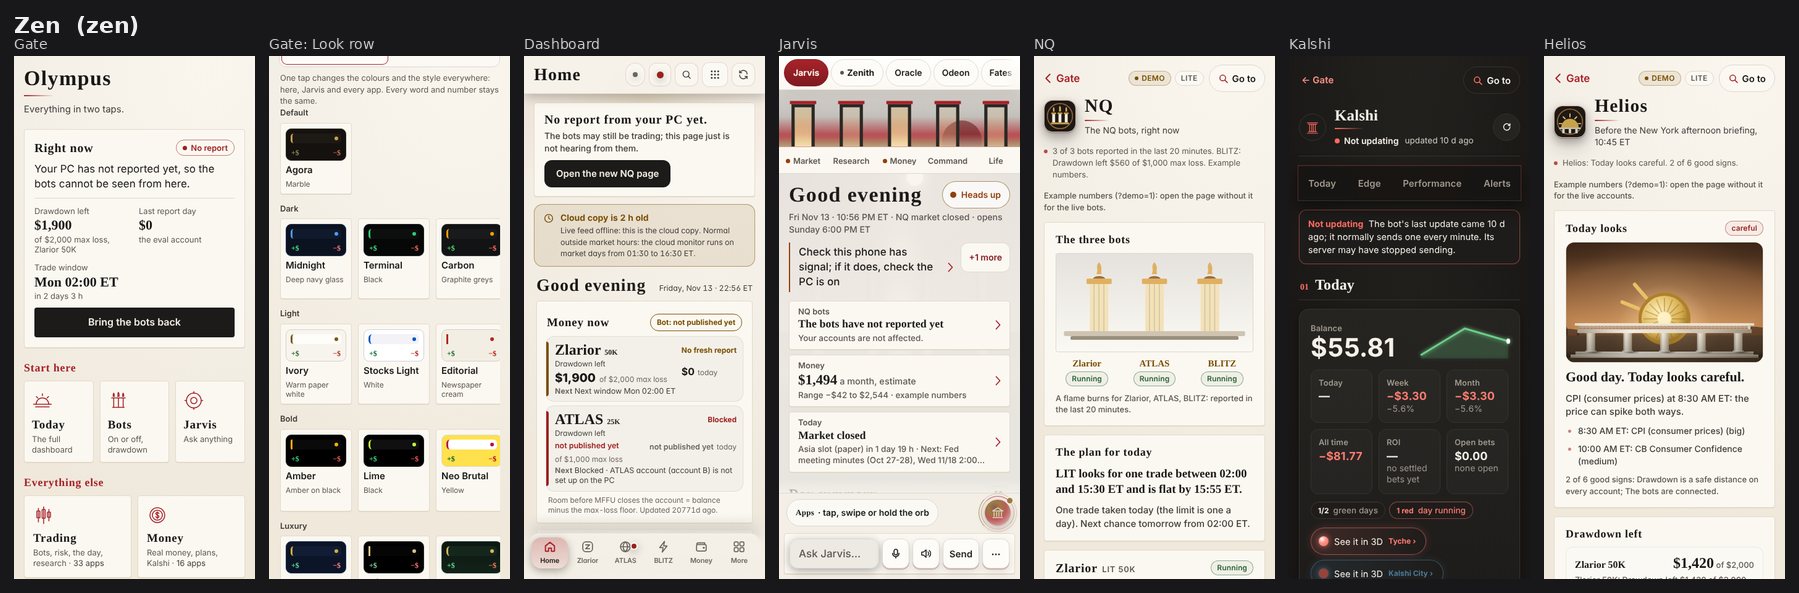 Zen (zen)
Gate
Olympus
Everything in two taps.
Right now
No report
Your PC has not reported yet, so the
bots cannot be seen from here.
Drawdown left
Last report day
$1,900
$0
of $2,000 max loss,
Zlarior 50K
the eval account
Trade window
Mon 02:00 ET
in 2 days 3 h
Bring the bots back
Start here
Today
The full
dashboard
Bots
On or off,
drawdown
Jarvis
Ask anything
Everything else
Trading
Bots, risk, the day,
research · 33 apps
Money
Real money, plans,
Kalshi · 16 apps
Gate: Look row
One tap changes the colours and the style everywhere:
here, Jarvis and every app. Every word and number stays
the same.
Default
+$ −$
Agora
Marble
Dark
+$ −$
+$ −$
+$ −$
Midnight
Deep navy glass
Terminal
Black
Carbon
Graphite greys
Light
+$ −$
+$ −$
+$ −$
Ivory
Warm paper
white
Stocks Light
White
Editorial
Newspaper
cream
Bold
+$ −$
+$ −$
+$ −$
Amber
Amber on black
Lime
Black
Neo Brutal
Yellow
Luxury
+$ −$
+$ −$
+$ −$
Dashboard
Home
No report from your PC yet.
The bots may still be trading; this page just is
not hearing from them.
Open the new NQ page
Cloud copy is 2 h old
Live feed offline: this is the cloud copy. Normal
outside market hours: the cloud monitor runs on
market days from 01:30 to 16:30 ET.
Good evening
Friday, Nov 13 · 22:56 ET
Money now
Bot: not published yet
Zlarior 50K
No fresh report
Drawdown left
$1,900 of $2,000 max loss
$0 today
Next Next window Mon 02:00 ET
ATLAS 25K
Blocked
Drawdown left
not published yet
not published yet today
of $1,000 max loss
Next Blocked · ATLAS account (account B) is not
set up on the PC
Room before MFFU closes the account = balance
minus the max-loss floor. Updated 20771d ago.
Home
Zlarior
ATLAS
BLITZ
Money
More
Jarvis
Jarvis
Zenith
Oracle
Odeon
Fates
Market
Research
Money
Command
Life
Good evening
Heads up
Fri Nov 13 · 10:56 PM ET · NQ market closed · opens
Sunday 6:00 PM ET
Check this phone has
signal; if it does, check the
PC is on
+1 more
NQ bots
The bots have not reported yet
Your accounts are not affected.
Money
$1,494 a month, estimate
Range −$42 to $2,544 · example numbers
Today
Market closed
Asia slot (paper) in 1 day 19 h · Next: Fed
meeting minutes (Oct 27-28), Wed 11/18 2:00…
Apps · tap, swipe or hold the orb
Ask Jarvis…
Send
NQ
Gate
DEMO
LITE
Go to
NQ
The NQ bots, right now
3 of 3 bots reported in the last 20 minutes. BLITZ:
Drawdown left $560 of $1,000 max loss. Example
numbers.
Example numbers (?demo=1): open the page without it
for the live bots.
The three bots
Zlarior
ATLAS
BLITZ
Running
Running
Running
A flame burns for Zlarior, ATLAS, BLITZ: reported in
the last 20 minutes.
The plan for today
LIT looks for one trade between 02:00
and 15:30 ET and is flat by 15:55 ET.
One trade taken today (the limit is one a
day). Next chance tomorrow from 02:00 ET.
Zlarior LIT 50K
Running
Kalshi
← Gate
Go to
Kalshi
Not updating updated 10 d ago
Today
Edge
Performance
Alerts
Not updating The bot's last update came 10 d
ago; it normally sends one every minute. Its
server may have stopped sending.
01 Today
Balance
$55.81
Today
—
Week
−$3.30
−5.6%
Month
−$3.30
−5.6%
All time
−$81.77
ROI
—
no settled
bets yet
Open bets
$0.00
none open
1/2 green days
1 red day running
See it in 3D Tyche ›
See it in 3D Kalshi City ›
Helios
Gate
DEMO
LITE
Go to
Helios
Before the New York afternoon briefing,
10:45 ET
Helios: Today looks careful. 2 of 6 good signs.
Example numbers (?demo=1): open the page without it
for the live accounts.
Today looks
careful
Good day. Today looks careful.
CPI (consumer prices) at 8:30 AM ET: the
price can spike both ways.
8:30 AM ET: CPI (consumer prices) (big)
10:00 AM ET: CB Consumer Confidence
(medium)
2 of 6 good signs: Drawdown is a safe distance on
every account; The bots are connected.
Drawdown left
Zlarior 50K
$1,420 of $2,000